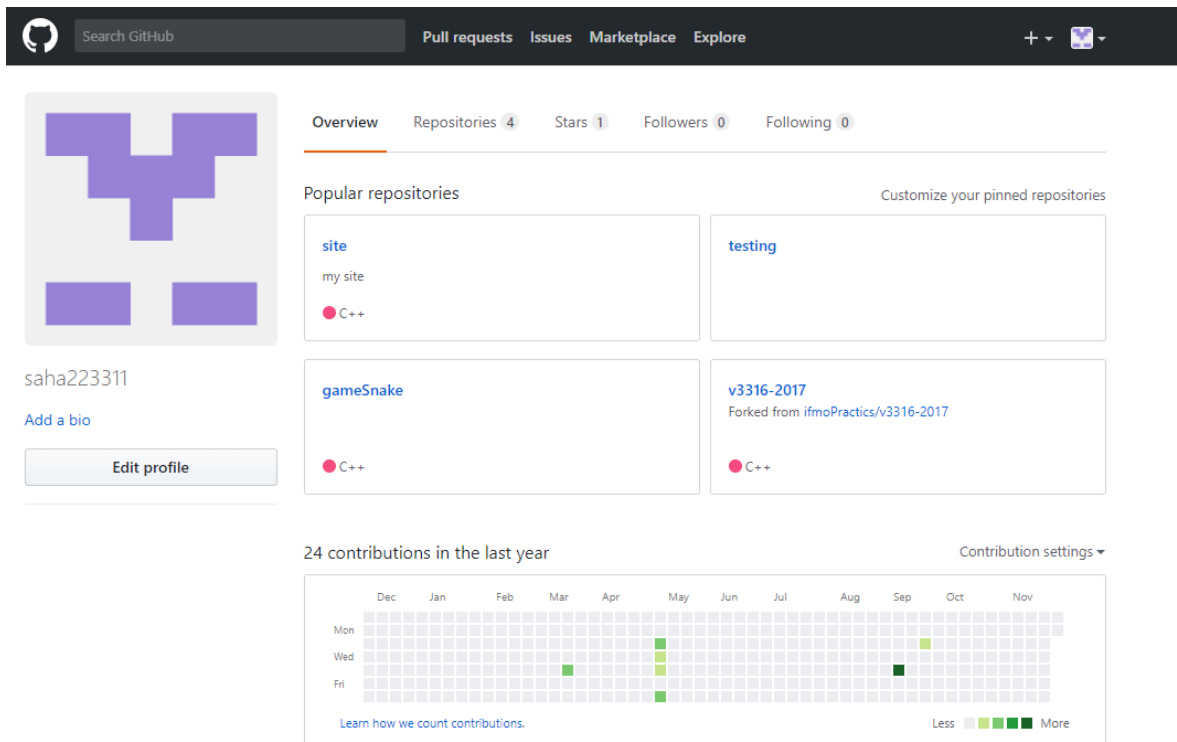 Search GitHub Pull requests Issues Marketplace Explore
Overview Repositories 4 Stars 1 Followers 0 Following 0
Popular repositories Customize your pinned repositories
site
my site
C++
testing
gameSnake
C++
v3316-2017
Forked from ifmoPractics/v3316-2017
C++
saha223311
Add a bio
Edit profile
24 contributions in the last year Contribution settings
Dec Jan Feb Mar Apr May Jun Jul Aug Sep Oct Nov
Mon
Wed
Fri
Learn how we count contributions. Less More